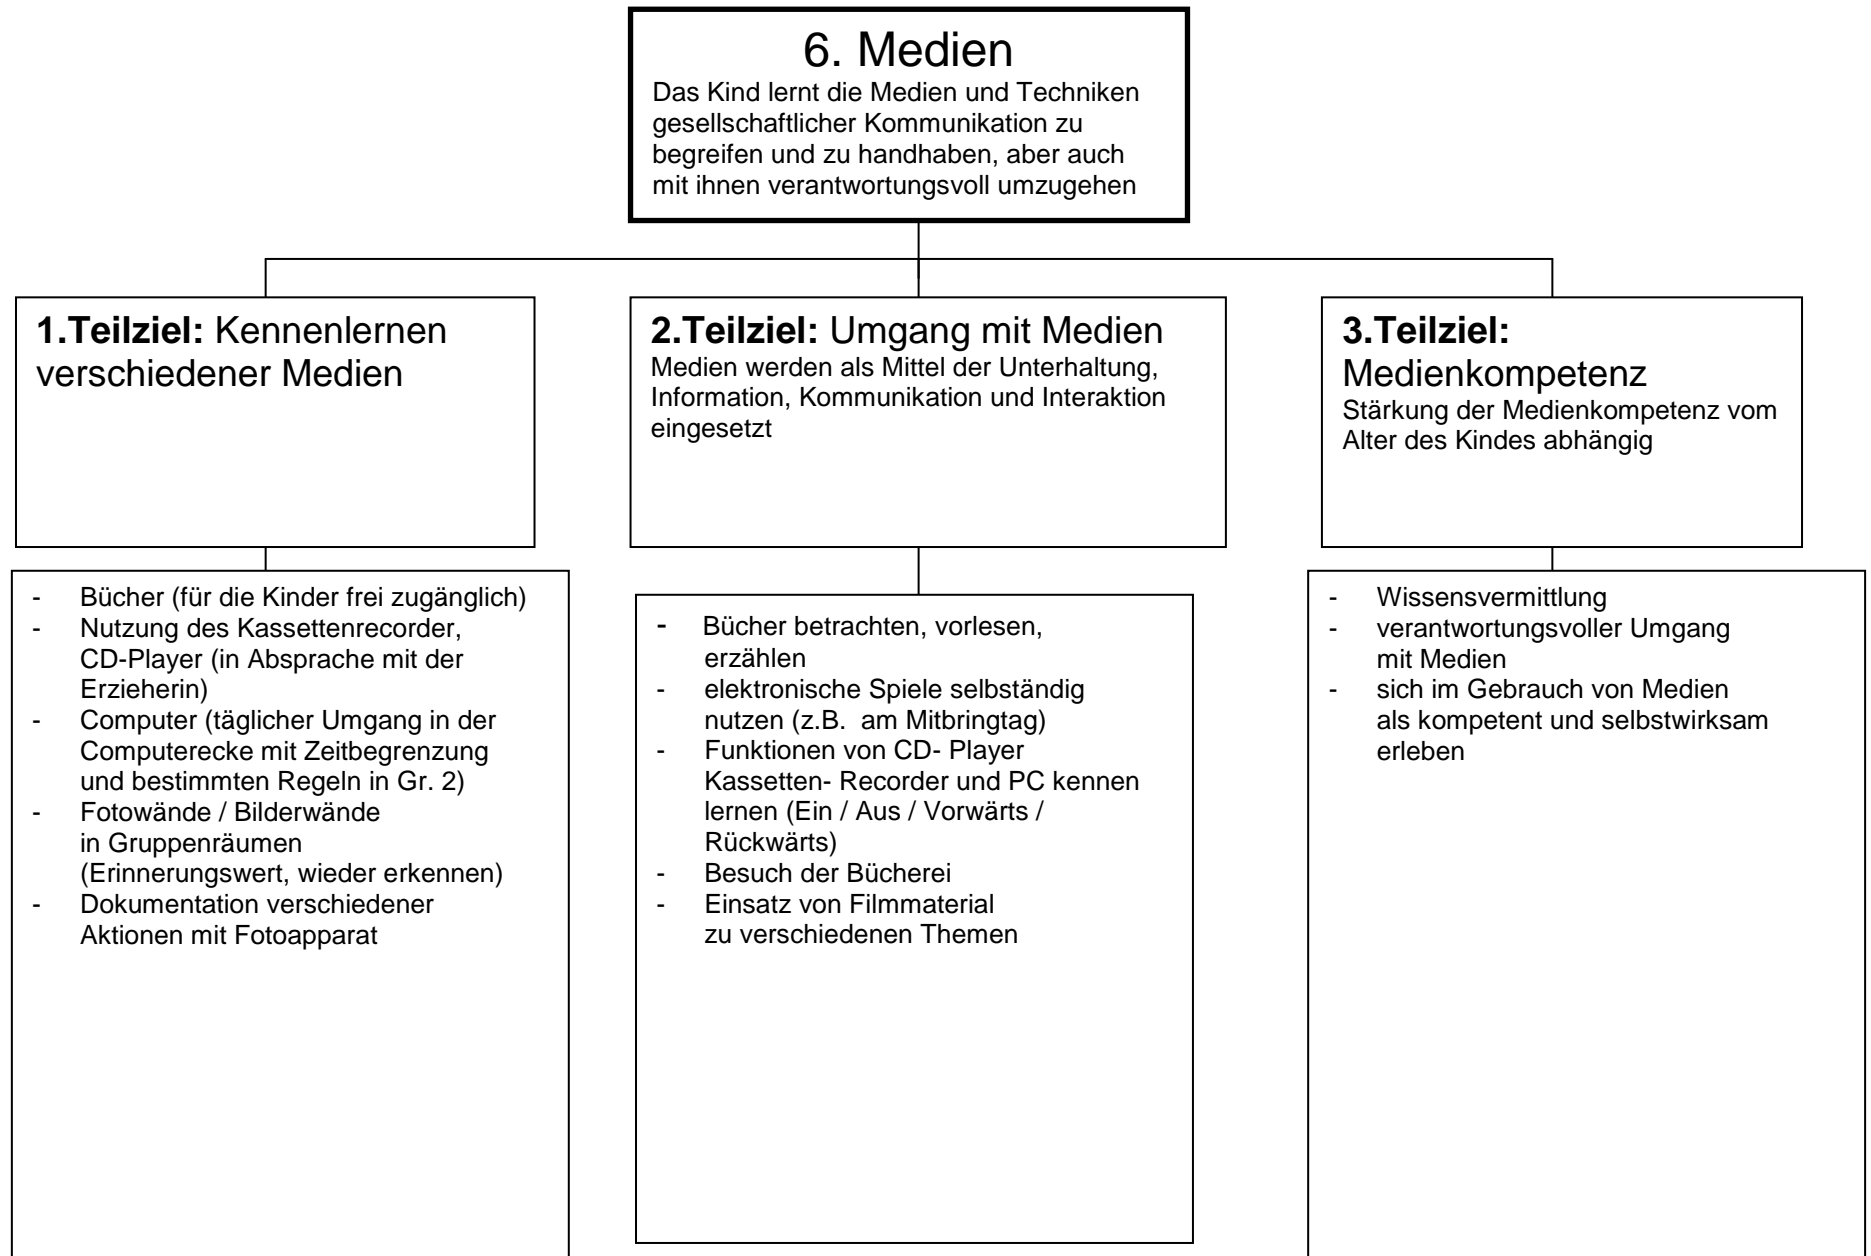 6. Medien
Das Kind lernt die Medien und Techniken
gesellschaftlicher Kommunikation zu
begreifen und zu handhaben, aber auch
mit ihnen verantwortungsvoll umzugehen
1.Teilziel: Kennenlernen
verschiedener Medien
2.Teilziel: Umgang mit Medien
Medien werden als Mittel der Unterhaltung,
Information, Kommunikation und Interaktion
eingesetzt
3.Teilziel:
Medienkompetenz
Stärkung der Medienkompetenz vom
Alter des Kindes abhängig
- Bücher (für die Kinder frei zugänglich)
- Nutzung des Kassettenrecorder,
CD-Player (in Absprache mit der
Erzieherin)
- Computer (täglicher Umgang in der
Computerecke mit Zeitbegrenzung
und bestimmten Regeln in Gr. 2)
- Fotowände / Bilderwände
in Gruppenräumen
(Erinnerungswert, wieder erkennen)
- Dokumentation verschiedener
Aktionen mit Fotoapparat
- Bücher betrachten, vorlesen,
erzählen
- elektronische Spiele selbständig
nutzen (z.B.  am Mitbringtag)
- Funktionen von CD- Player
Kassetten- Recorder und PC kennen
lernen (Ein / Aus / Vorwärts /
Rückwärts)
- Besuch der Bücherei
- Einsatz von Filmmaterial
zu verschiedenen Themen
- Wissensvermittlung
- verantwortungsvoller Umgang
mit Medien
- sich im Gebrauch von Medien
als kompetent und selbstwirksam
erleben